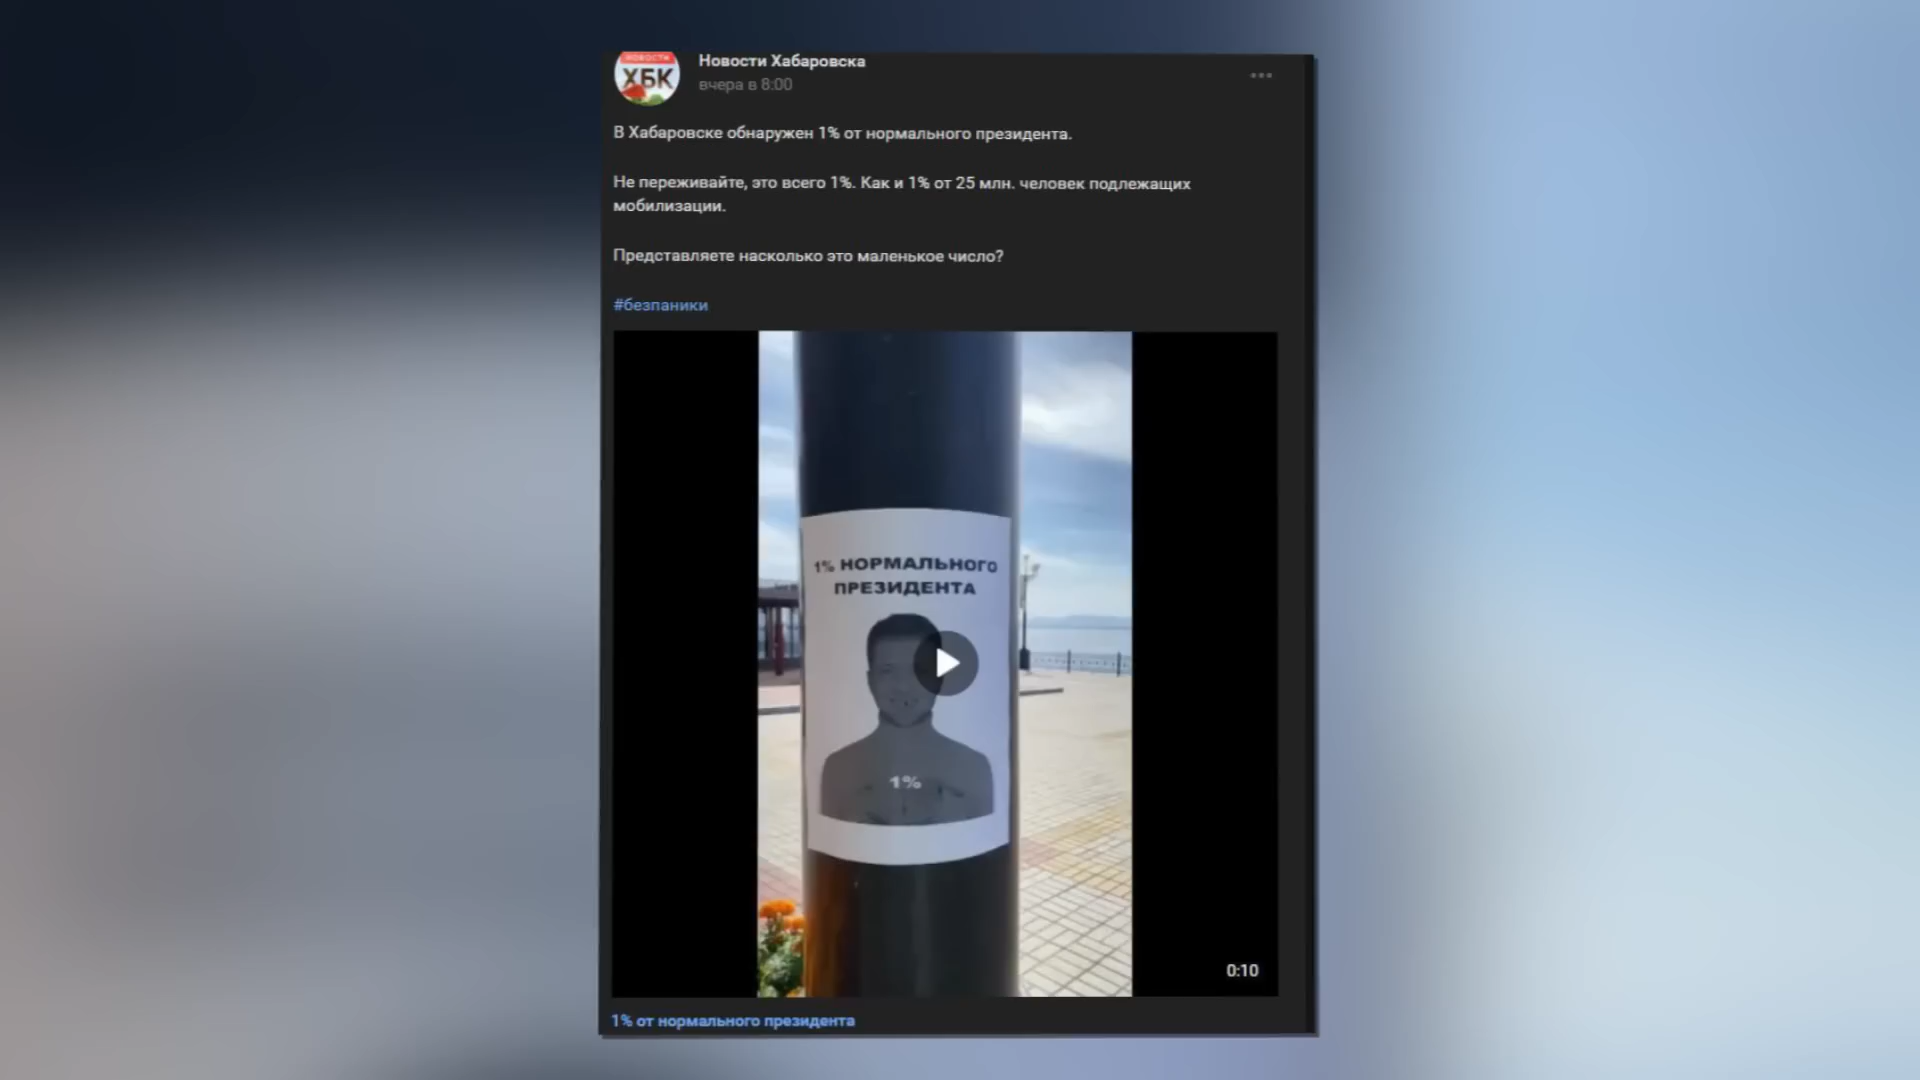 НОВОСТИ
ХБК
Новости Хабаровска
вчера в 8:00
В Хабаровске обнаружен 1% от нормального президента.
Не переживайте, это всего 1%. Как и 1% от 25 млн. человек подлежащих
мобилизации.
Представляете насколько это маленькое число?
#безпаники
1% НОРМАЛЬНОГО
ПРЕЗИДЕНТА
1%
0:10
1% от нормального президента